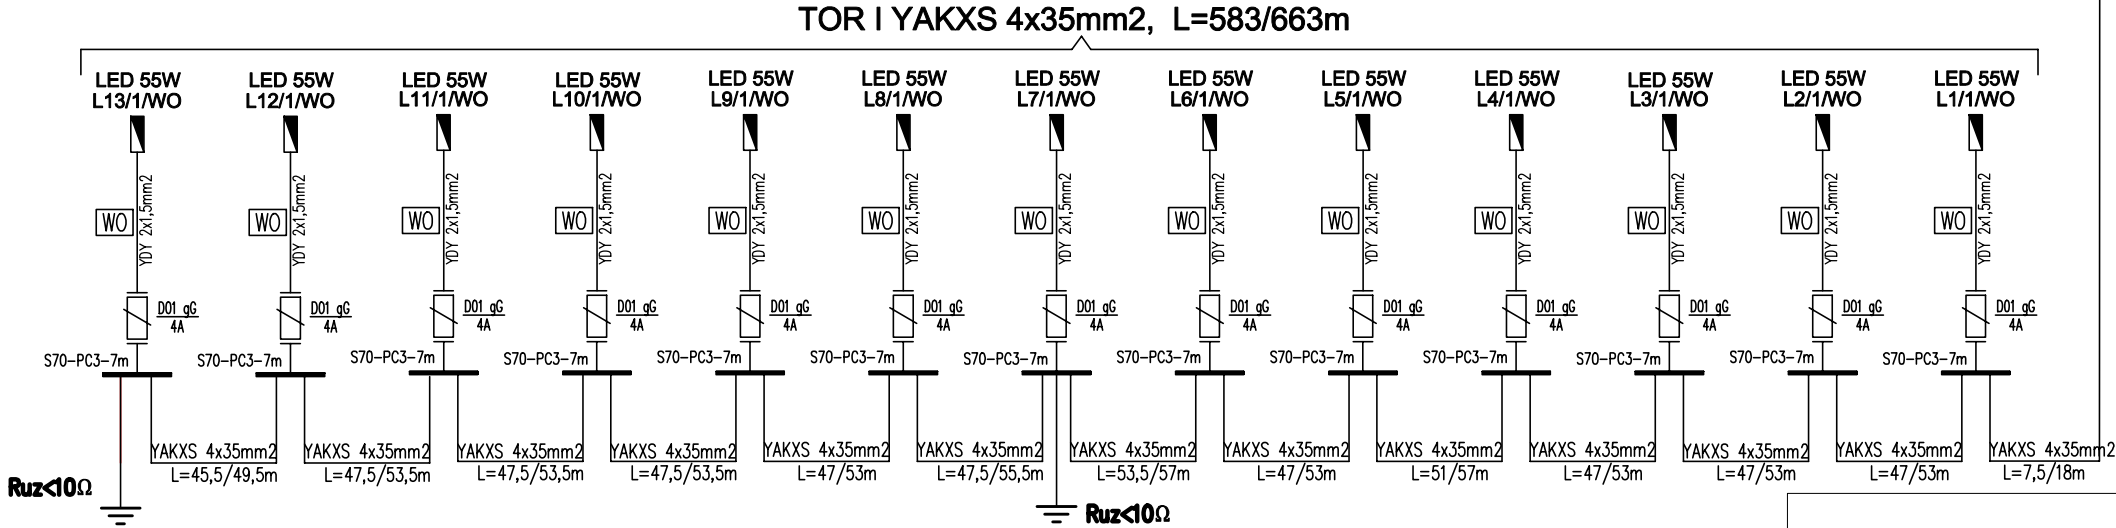 TOR I YAKXS 4x35mm2, L=583/663m
LED 55W LED 55W LED 55W LED 55W LED 55W LED 55W LED 55W LED 55W LED 55W LED 55W LED 55W LED 55W LED 55W
L13/1/WO L12/1/WO L11/1/WO L10/1/WO L9/1/WO L8/1/WO L7/1/WO L6/1/WO L5/1/WO L4/1/WO L3/1/WO L2/1/WO L1/1/WO
YDY 2x1,5mm2 YDY 2x1,5mm2 YDY 2x1,5mm2 YDY 2x1,5mm2 YDY 2x1,5mm2 YDY 2x1,5mm2 YDY 2x1,5mm2 YDY 2x1,5mm2 YDY 2x1,5mm2 YDY 2x1,5mm2 YDY 2x1,5mm2 YDY 2x1,5mm2 YDY 2x1,5mm2
WO WO WO WO WO WO WO WO WO WO WO WO WO
D01 gG D01 gG D01 gG D01 gG D01 gG D01 gG D01 gG D01 gG D01 gG D01 gG D01 gG D01 gG D01 gG
4A 4A 4A 4A 4A 4A 4A 4A 4A 4A 4A 4A 4A
S70-PC3-7m S70-PC3-7m S70-PC3-7m S70-PC3-7m S70-PC3-7m S70-PC3-7m S70-PC3-7m S70-PC3-7m S70-PC3-7m S70-PC3-7m S70-PC3-7m S70-PC3-7m S70-PC3-7m
YAKXS 4x35mm2 YAKXS 4x35mm2 YAKXS 4x35mm2 YAKXS 4x35mm2 YAKXS 4x35mm2 YAKXS 4x35mm2 YAKXS 4x35mm2 YAKXS 4x35mm2 YAKXS 4x35mm2 YAKXS 4x35mm2 YAKXS 4x35mm2 YAKXS 4x35mm2 YAKXS 4x35mm2
L=45,5/49,5m L=47,5/53,5m L=47,5/53,5m L=47,5/53,5m L=47/53m L=47,5/55,5m L=53,5/57m L=47/53m L=51/57m L=47/53m L=47/53m L=47/53m L=7,5/18m
Ruz<10Ω
Ruz<10Ω